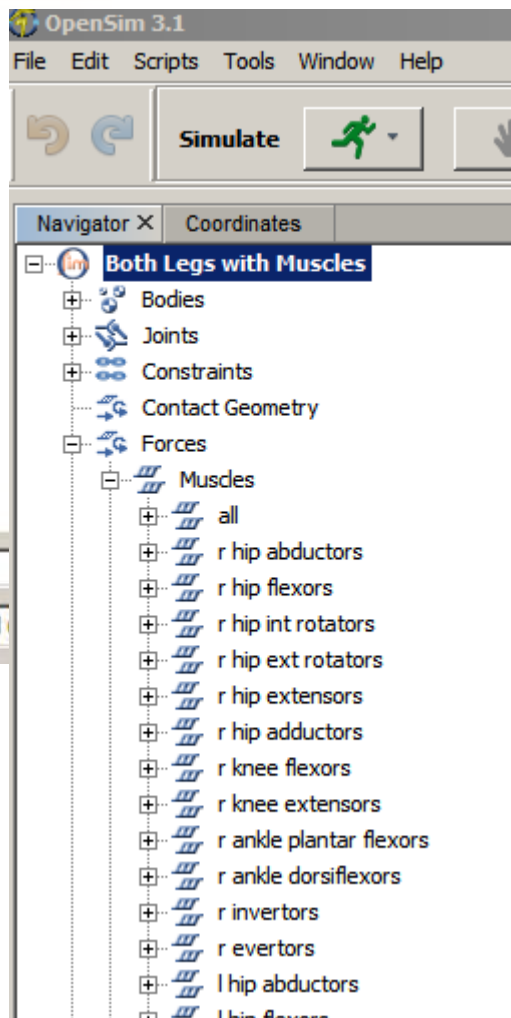 OpenSim 3.1
File Edit Scripts Tools Window Help
Simulate
Navigator X Coordinates
Both Legs with Muscles
Bodies
Joints
Constraints
Contact Geometry
Forces
Muscles
all
r hip abductors
r hip flexors
r hip int rotators
r hip ext rotators
r hip extensors
r hip adductors
r knee flexors
r knee extensors
r ankle plantar flexors
r ankle dorsiflexors
r invertors
r evertors
l hip abductors
l hip flexors